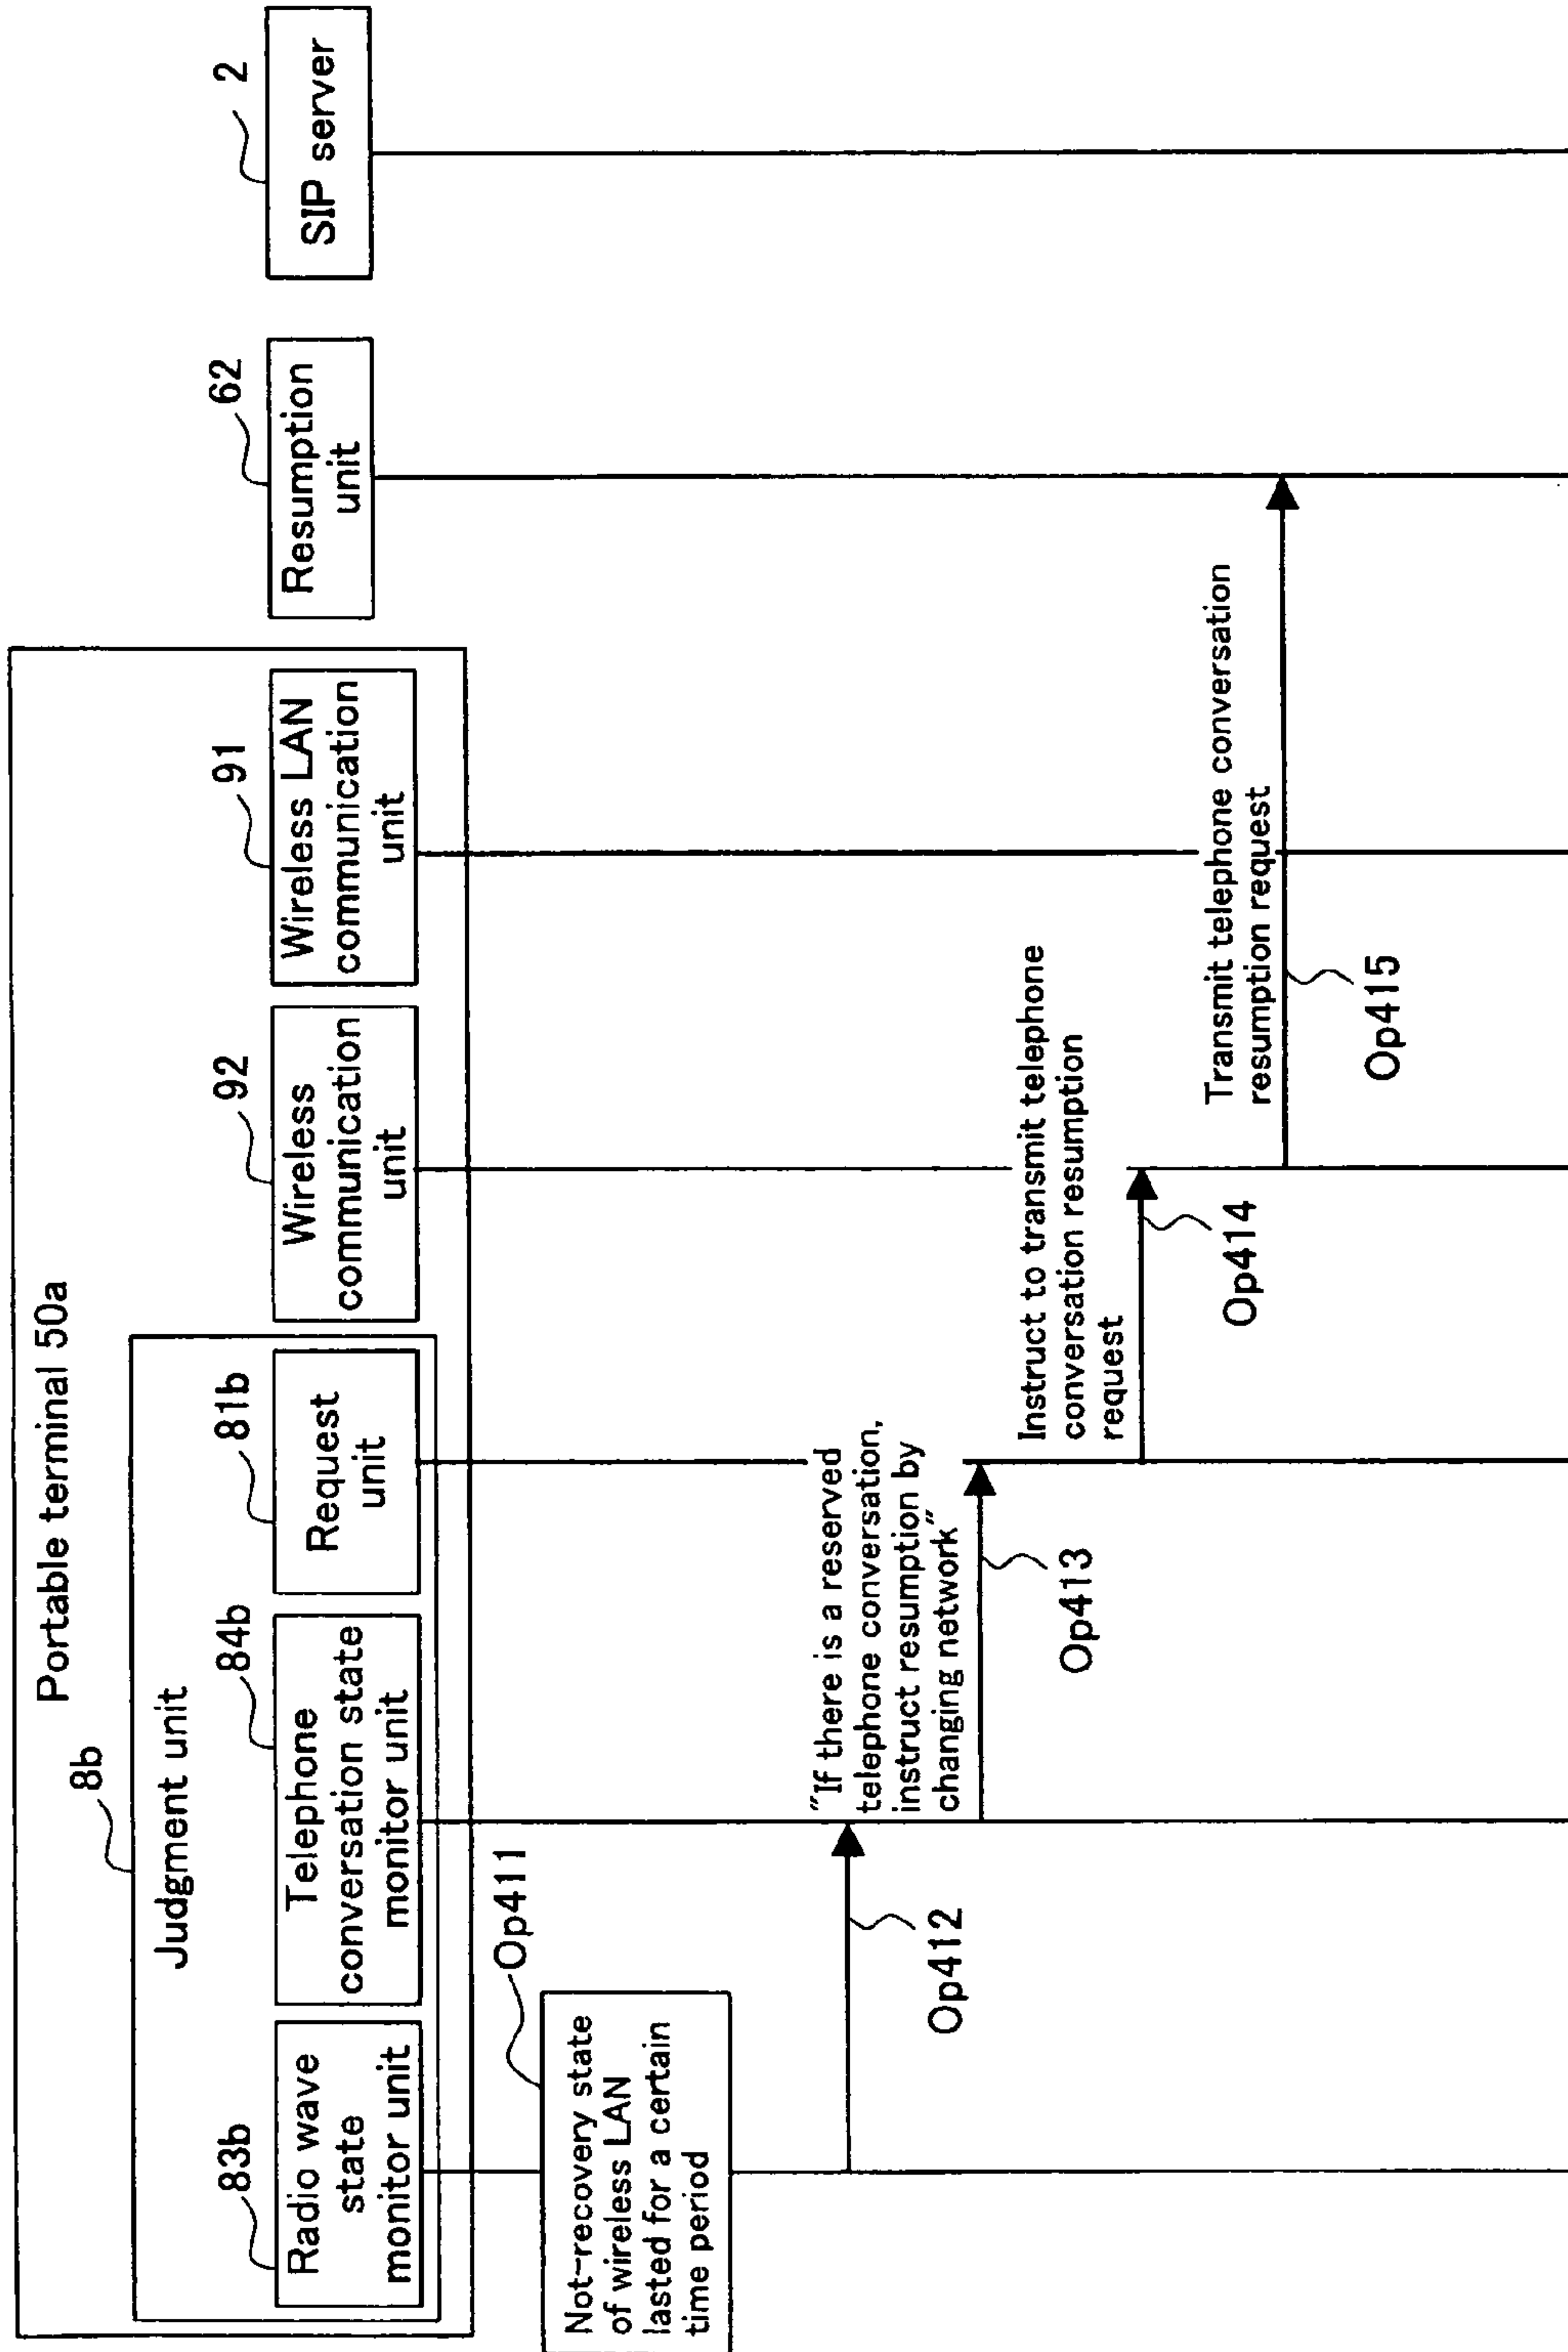 Portable terminal 50a
8b
Judgment unit
83b
Radio wave
state
monitor unit
84b
Telephone
conversation state
monitor unit
81b
Request
unit
92
Wireless
communication
unit
91
Wireless LAN
communication
unit
62
Resumption
unit
2
SIP server
Op411
Not-recovery state
of wireless LAN
lasted for a certain
time period
Op412
"If there is a reserved
telephone conversation,
instruct resumption by
changing network"
Op413
Instruct to transmit telephone
conversation resumption
request
Op414
Transmit telephone conversation
resumption request
Op415